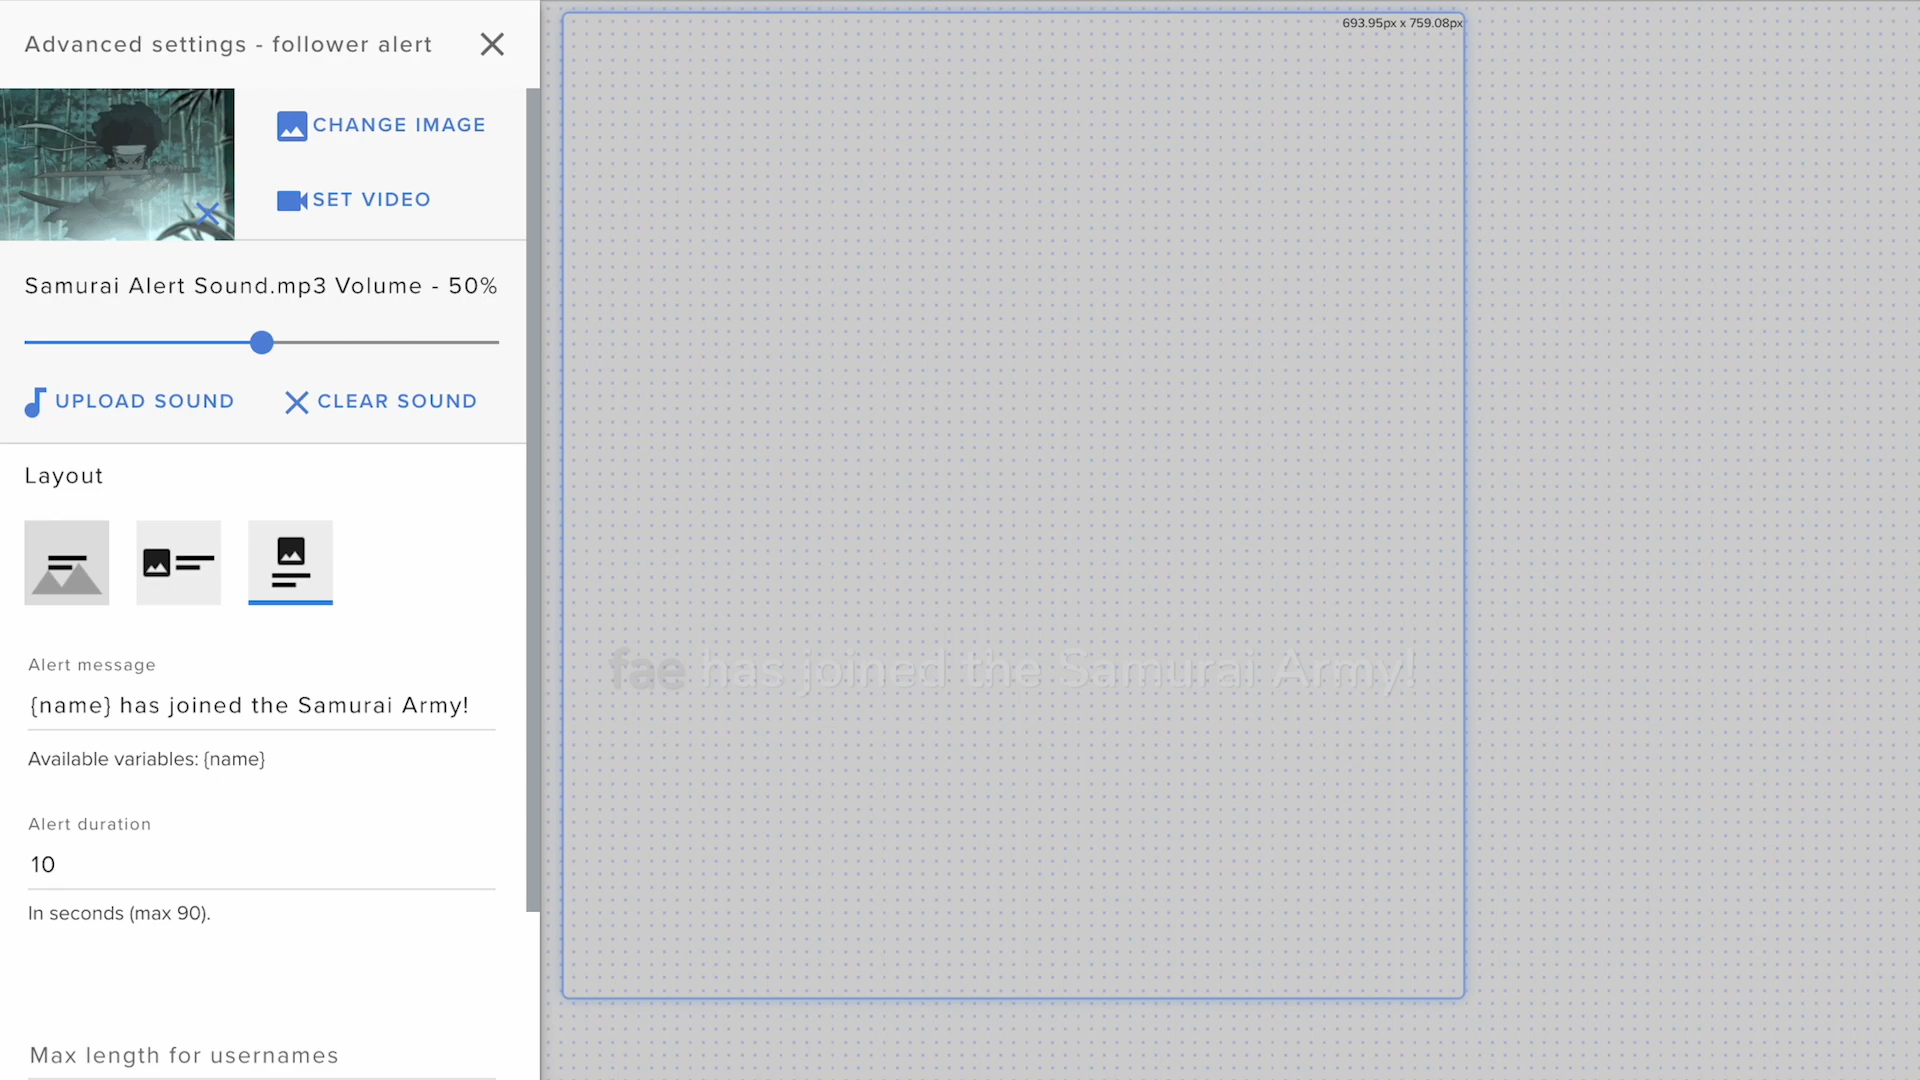 Advanced settings - follower alert
CHANGE IMAGE
SET VIDEO
Samurai Alert Sound.mp3 Volume - 50%
UPLOAD SOUND
CLEAR SOUND
Layout
Alert message
{name} has joined the Samurai Army!
Available variables: {name}
Alert duration
10
In seconds (max 90).
Max length for usernames
693.95px x 759.08px
fae has joined the Samurai Army!